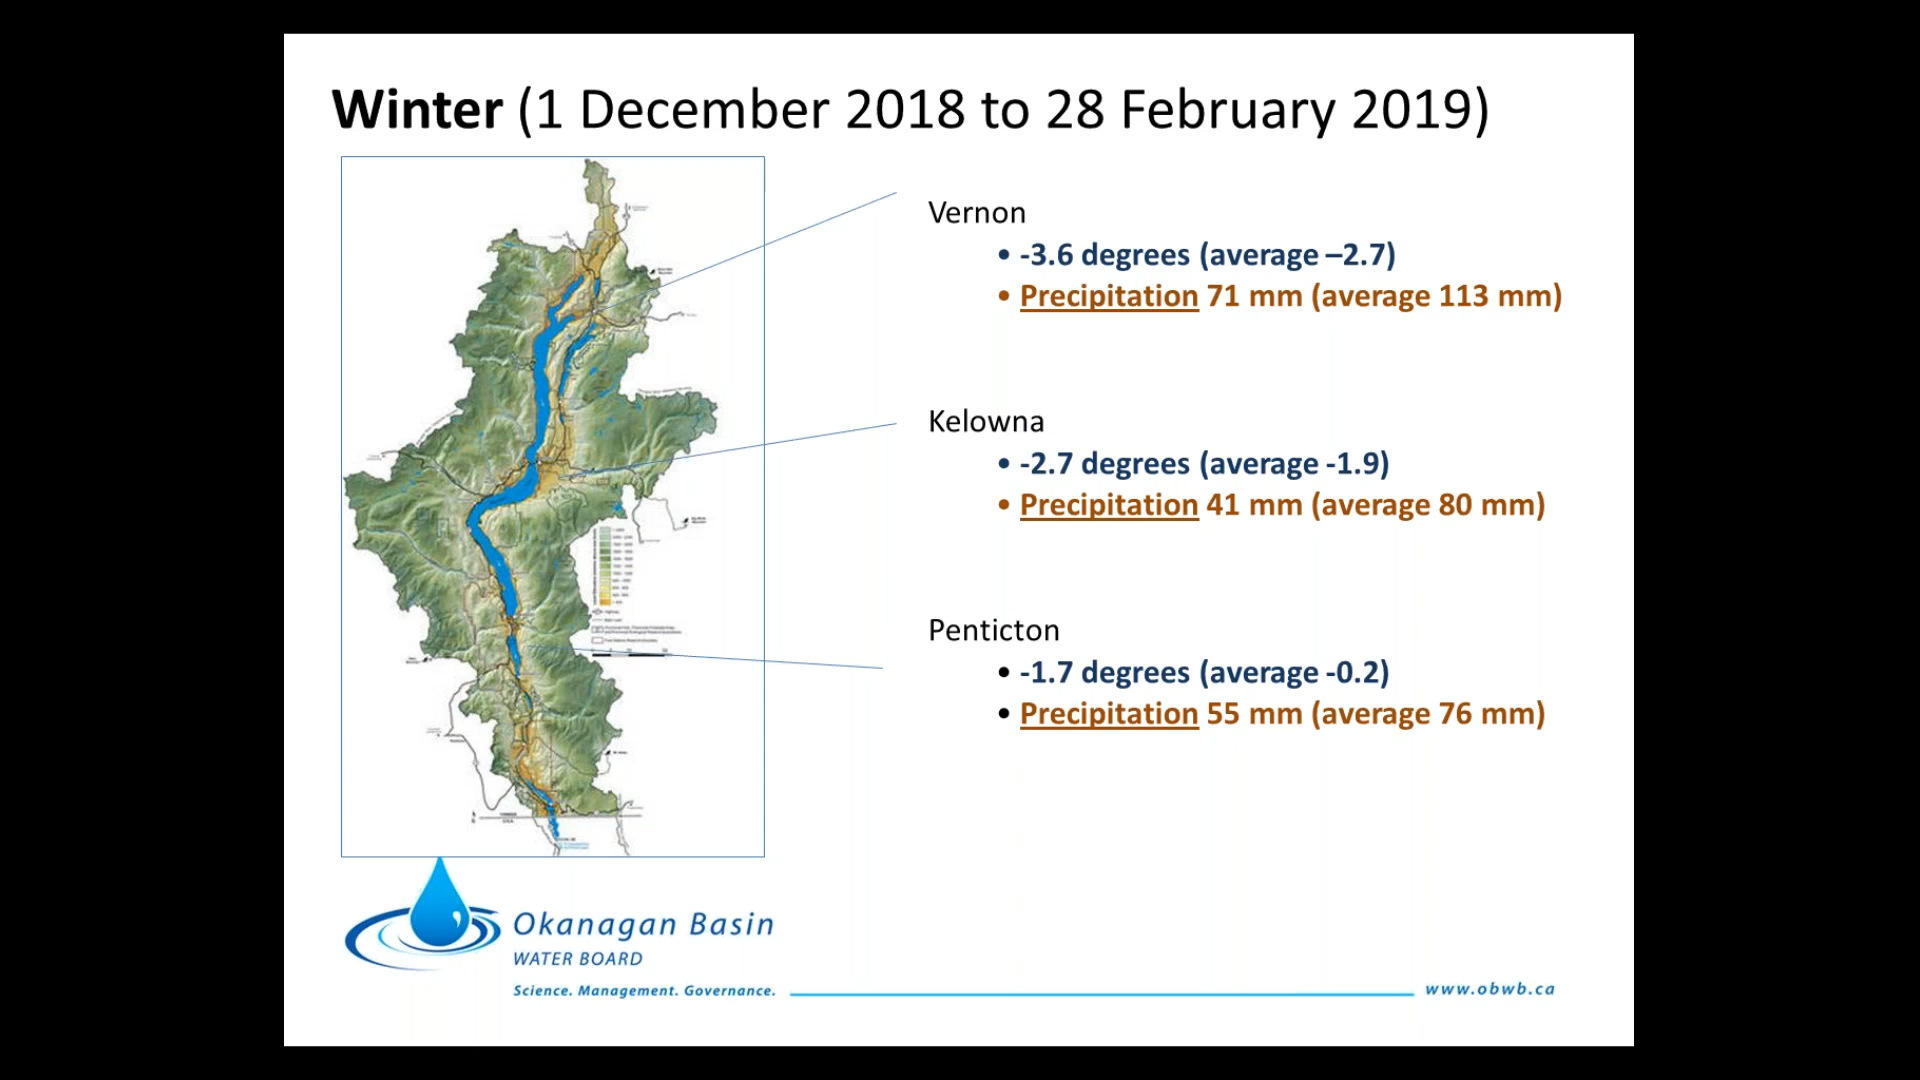 Winter (1 December 2018 to 28 February 2019)
Vernon
• -3.6 degrees (average –2.7)
• Precipitation 71 mm (average 113 mm)
Kelowna
• -2.7 degrees (average -1.9)
• Precipitation 41 mm (average 80 mm)
Penticton
• -1.7 degrees (average -0.2)
• Precipitation 55 mm (average 76 mm)
Okanagan Basin
WATER BOARD
Science. Management. Governance.
www.obwb.ca